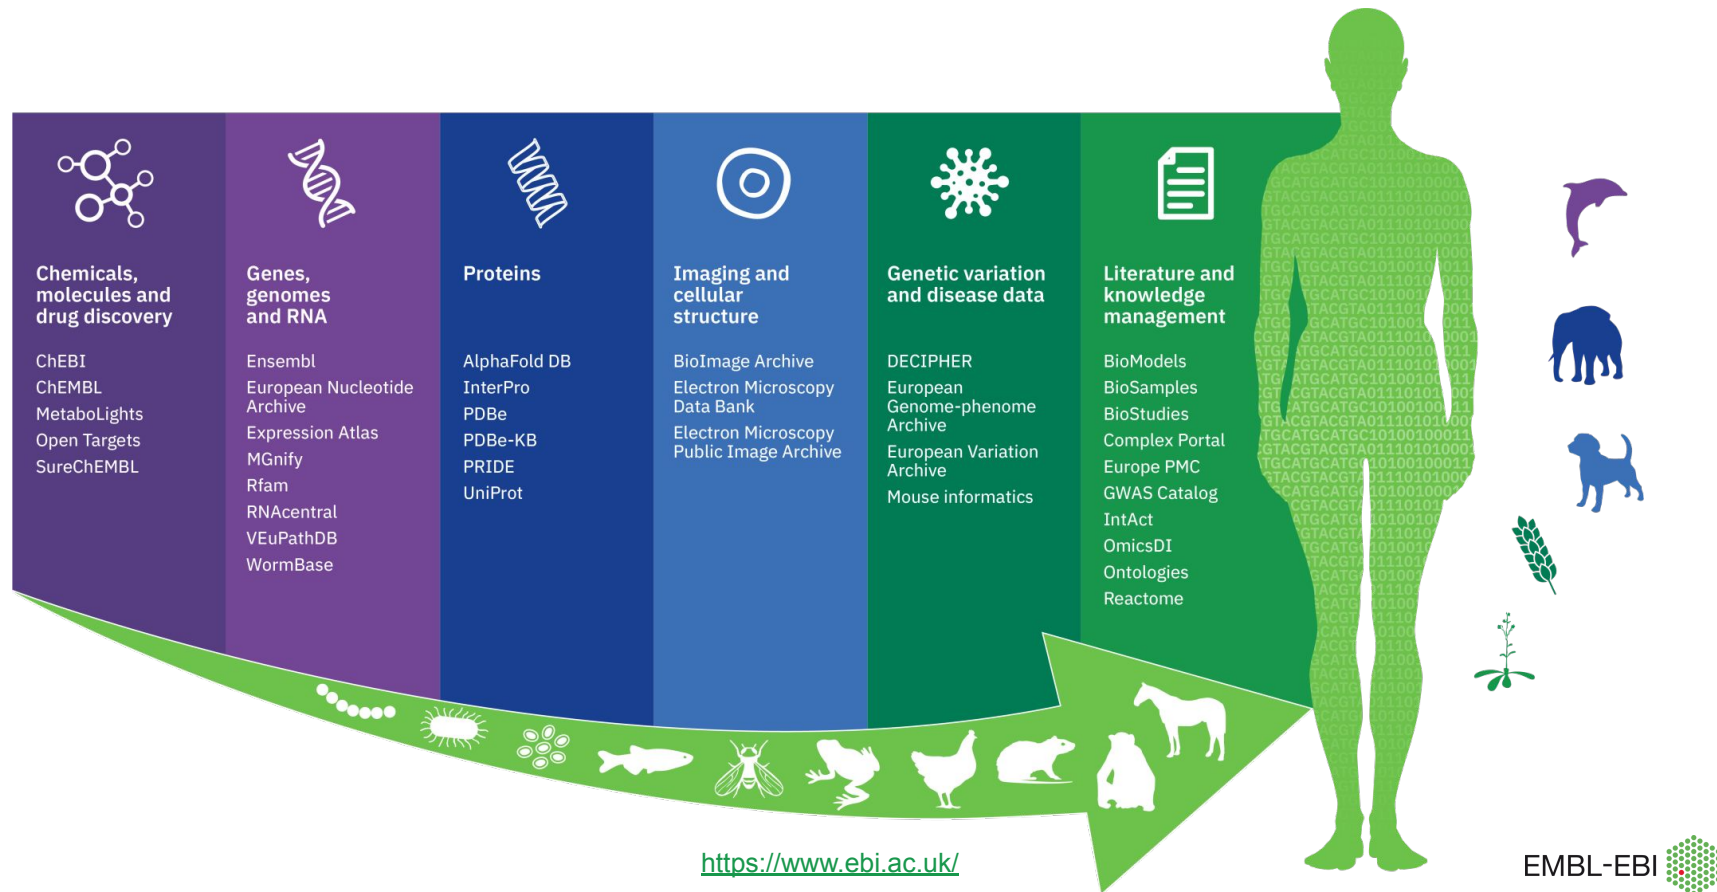 Chemicals,
molecules and
drug discovery
ChEBI
ChEMBL
MetaboLights
Open Targets
SureChEMBL
Genes,
genomes
and RNA
Ensembl
European Nucleotide
Archive
Expression Atlas
MGnify
Rfam
RNAcentral
VEuPathDB
WormBase
Proteins
AlphaFold DB
InterPro
PDBe
PDBe-KB
PRIDE
UniProt
Imaging and
cellular
structure
BioImage Archive
Electron Microscopy
Data Bank
Electron Microscopy
Public Image Archive
Genetic variation
and disease data
DECIPHER
European
Genome-phenome
Archive
European Variation
Archive
Mouse informatics
Literature and
knowledge
management
BioModels
BioSamples
BioStudies
Complex Portal
Europe PMC
GWAS Catalog
IntAct
OmicsDI
Ontologies
Reactome
https://www.ebi.ac.uk/
EMBL-EBI